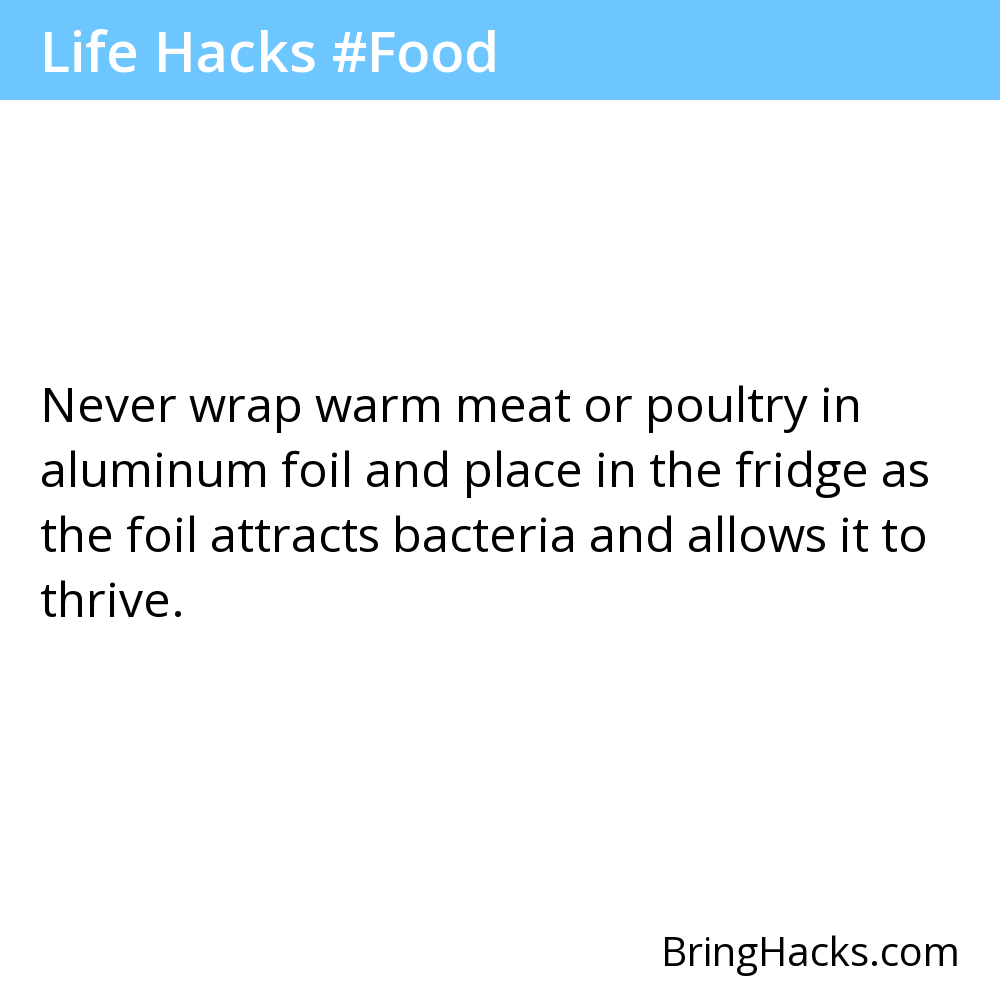 Life Hacks #Food
Never wrap warm meat or poultry in
aluminum foil and place in the fridge as
the foil attracts bacteria and allows it to
thrive.
BringHacks.com